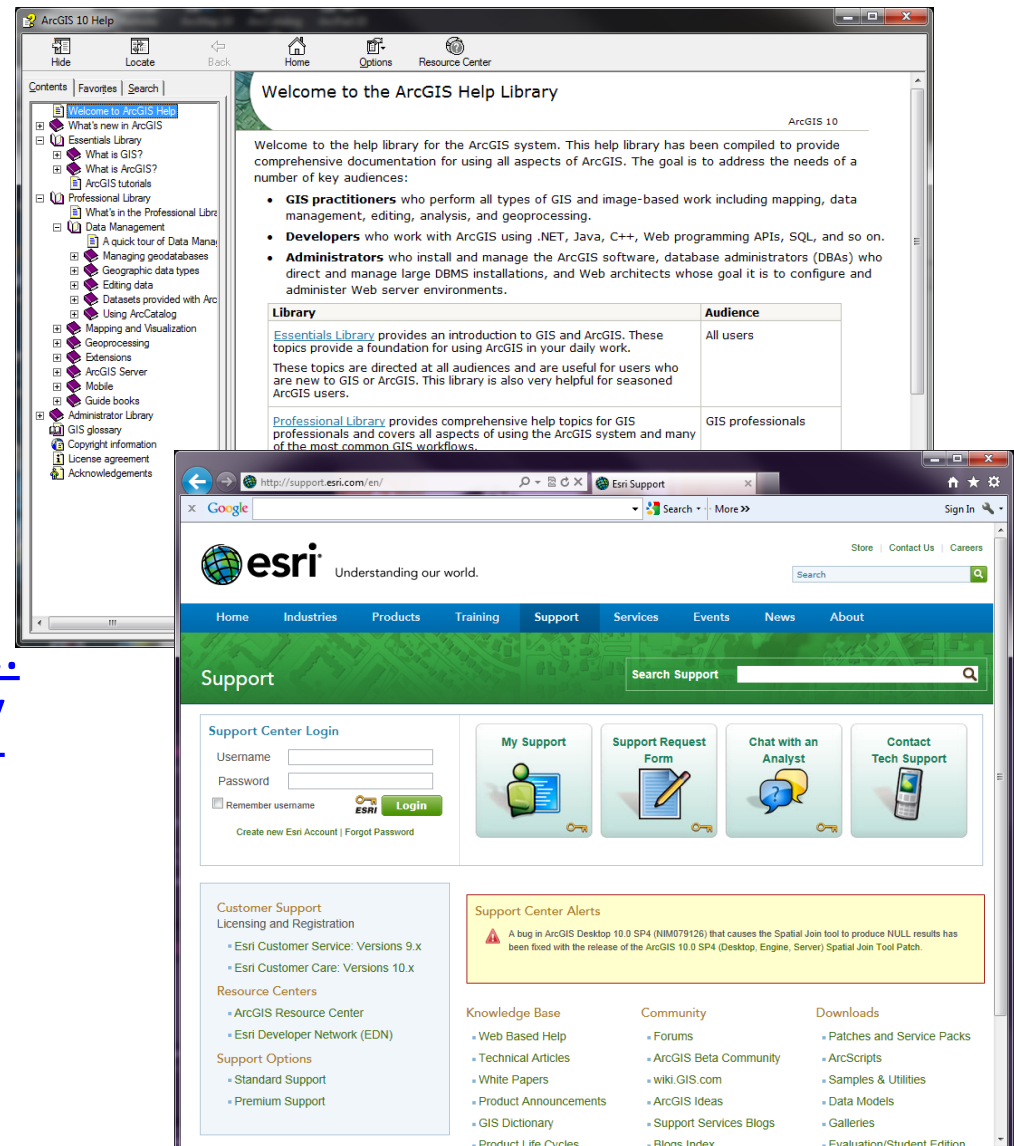 ArcGIS 10 Help
Hide Locate Back Home Options Resource Center
Contents Favorites Search
Welcome to ArcGIS Help
What's new in ArcGIS
Essentials Library
What is GIS?
What is ArcGIS?
ArcGIS tutorials
Professional Library
What's in the Professional Libra
Data Management
A quick tour of Data Mana
Managing geodatabases
Geographic data types
Editing data
Datasets provided with Arc
Using ArcCatalog
Mapping and Visualization
Geoprocessing
Extensions
ArcGIS Server
Mobile
Guide books
Administrator Library
GIS glossary
Copyright information
License agreement
Acknowledgements
Welcome to the ArcGIS Help Library
ArcGIS 10
Welcome to the help library for the ArcGIS system. This help library has been compiled to provide
comprehensive documentation for using all aspects of ArcGIS. The goal is to address the needs of a
number of key audiences:
• GIS practitioners who perform all types of GIS and image-based work including mapping, data
management, editing, analysis, and geoprocessing.
• Developers who work with ArcGIS using .NET, Java, C++, Web programming APIs, SQL, and so on.
• Administrators who install and manage the ArcGIS software, database administrators (DBAs) who
direct and manage large DBMS installations, and Web architects whose goal it is to configure and
administer Web server environments.
Library Audience
Essentials Library provides an introduction to GIS and ArcGIS. These All users
topics provide a foundation for using ArcGIS in your daily work.
These topics are directed at all audiences and are useful for users who
are new to GIS or ArcGIS. This library is also very helpful for seasoned
ArcGIS users.
Professional Library provides comprehensive help topics for GIS GIS professionals
professionals and covers all aspects of using the ArcGIS system and many
of the most common GIS workflows.
http://support.esri.com/en/ Esri Support
x Google Search More >> Sign In
esri Understanding our world.
Store | Contact Us | Careers
Search
Home Industries Products Training Support Services Events News About
Support
Search Support
Support Center Login
Username
Password
Remember username ESRI Login
Create new Esri Account | Forgot Password
My Support
Support Request
Form
Chat with an
Analyst
Contact
Tech Support
Customer Support
Licensing and Registration
Esri Customer Service: Versions 9.x
Esri Customer Care: Versions 10.x
Resource Centers
ArcGIS Resource Center
Esri Developer Network (EDN)
Support Options
Standard Support
Premium Support
Support Center Alerts
A bug in ArcGIS Desktop 10.0 SP4 (NIM079126) that causes the Spatial Join tool to produce NULL results has
been fixed with the release of the ArcGIS 10.0 SP4 (Desktop, Engine, Server) Spatial Join Tool Patch.
Knowledge Base
Web Based Help
Technical Articles
White Papers
Product Announcements
GIS Dictionary
Product Life Cycles
Community
Forums
ArcGIS Beta Community
wiki.GIS.com
ArcGIS Ideas
Support Services Blogs
Blogs Index
Downloads
Patches and Service Packs
ArcScripts
Samples & Utilities
Data Models
Galleries
Evaluation/Student Edition